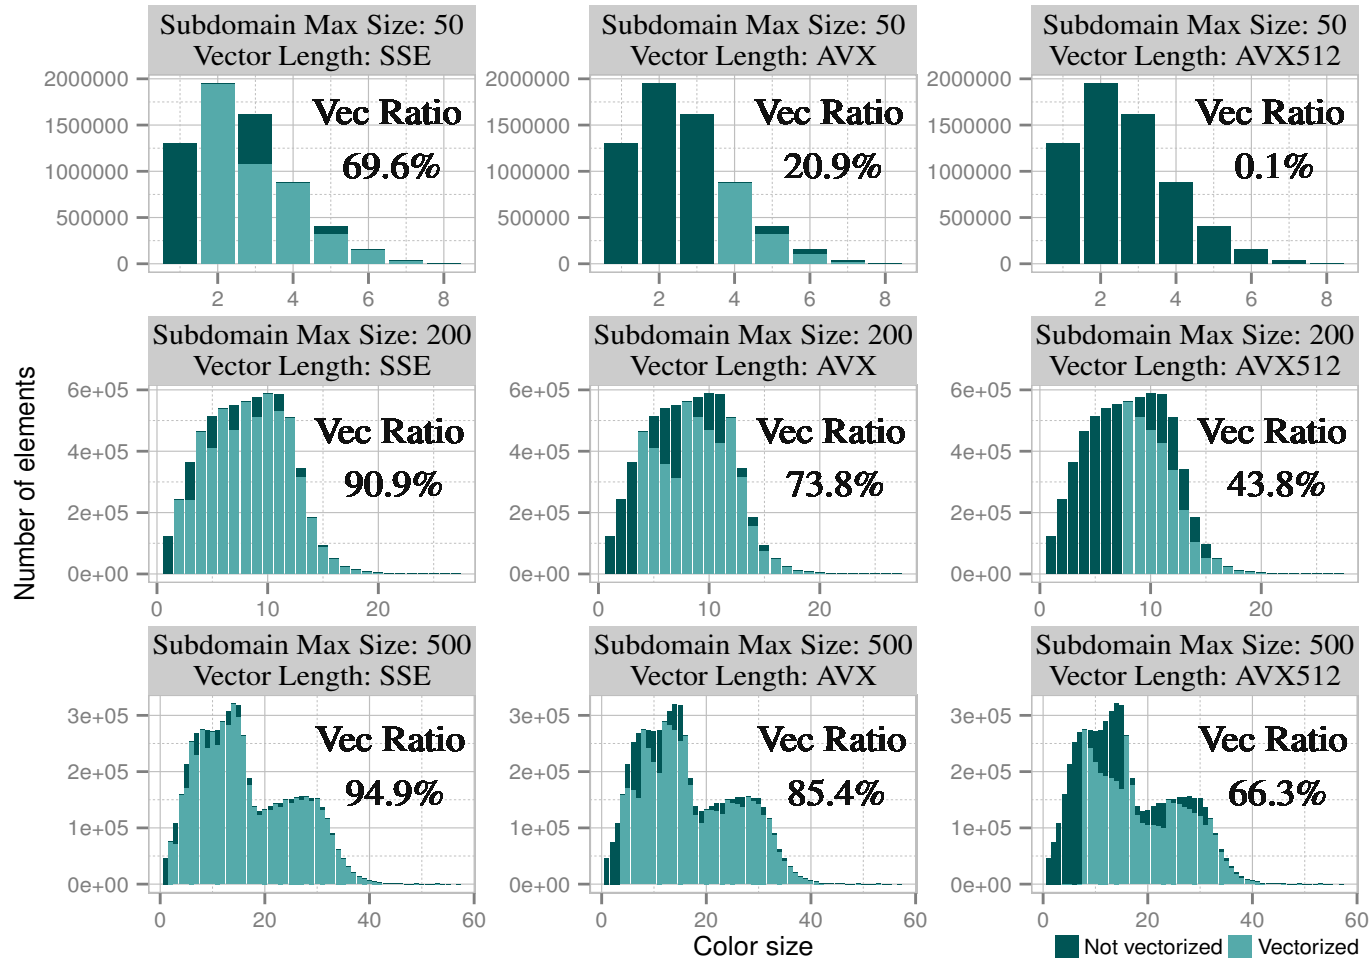 Subdomain Max Size: 50
Vector Length: SSE
Subdomain Max Size: 50
Vector Length: AVX
Subdomain Max Size: 50
Vector Length: AVX512
2000000
1500000
1000000
500000
0
Vec Ratio
69.6%
2 4 6 8
2000000
1500000
1000000
500000
0
Vec Ratio
20.9%
2 4 6 8
2000000
1500000
1000000
500000
0
Vec Ratio
0.1%
2 4 6 8
Number of elements
Subdomain Max Size: 200
Vector Length: SSE
Subdomain Max Size: 200
Vector Length: AVX
Subdomain Max Size: 200
Vector Length: AVX512
6e+05
4e+05
2e+05
0e+00
Vec Ratio
90.9%
0 10 20
6e+05
4e+05
2e+05
0e+00
Vec Ratio
73.8%
0 10 20
6e+05
4e+05
2e+05
0e+00
Vec Ratio
43.8%
0 10 20
Subdomain Max Size: 500
Vector Length: SSE
Subdomain Max Size: 500
Vector Length: AVX
Subdomain Max Size: 500
Vector Length: AVX512
3e+05
2e+05
1e+05
0e+00
Vec Ratio
94.9%
0 20 40 60
3e+05
2e+05
1e+05
0e+00
Vec Ratio
85.4%
0 20 40 60
3e+05
2e+05
1e+05
0e+00
Vec Ratio
66.3%
0 20 40 60
Color size
Not vectorized Vectorized